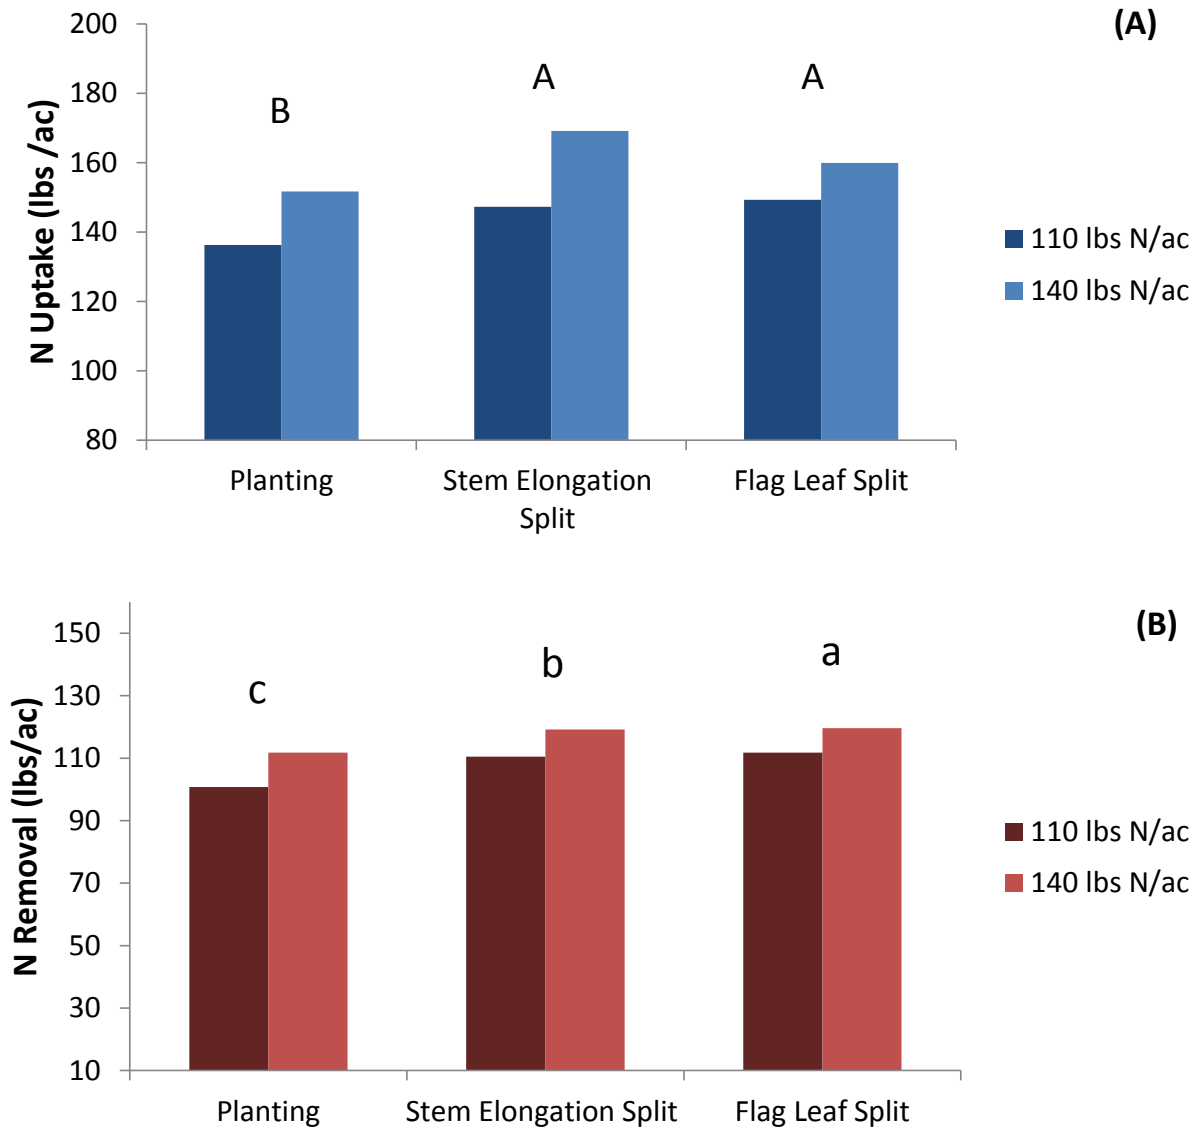 (A)
N Uptake (lbs /ac)
200
180
160
140
120
100
80
B
A
A
Planting
Stem Elongation
Split
Flag Leaf Split
110 lbs N/ac
140 lbs N/ac
(B)
N Removal (lbs/ac)
150
130
110
90
70
50
30
10
c
b
a
Planting
Stem Elongation Split
Flag Leaf Split
110 lbs N/ac
140 lbs N/ac